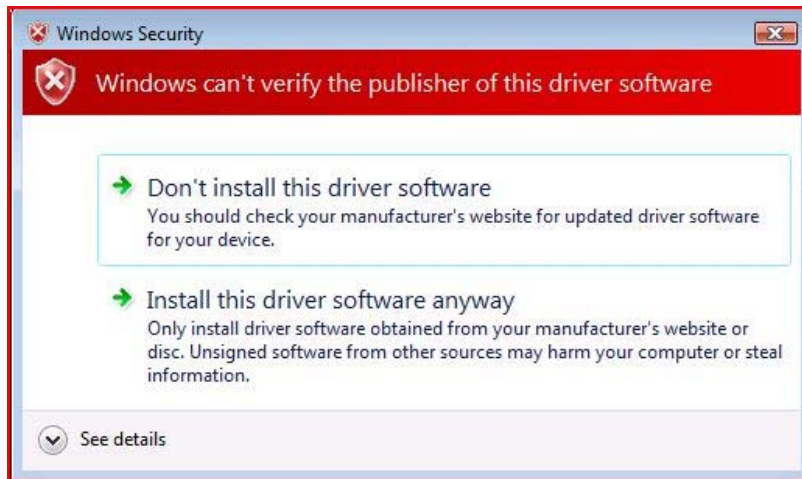 Windows Security
Windows can't verify the publisher of this driver software
Don't install this driver software
You should check your manufacturer's website for updated driver software
for your device.
Install this driver software anyway
Only install driver software obtained from your manufacturer's website or
disc. Unsigned software from other sources may harm your computer or steal
information.
See details